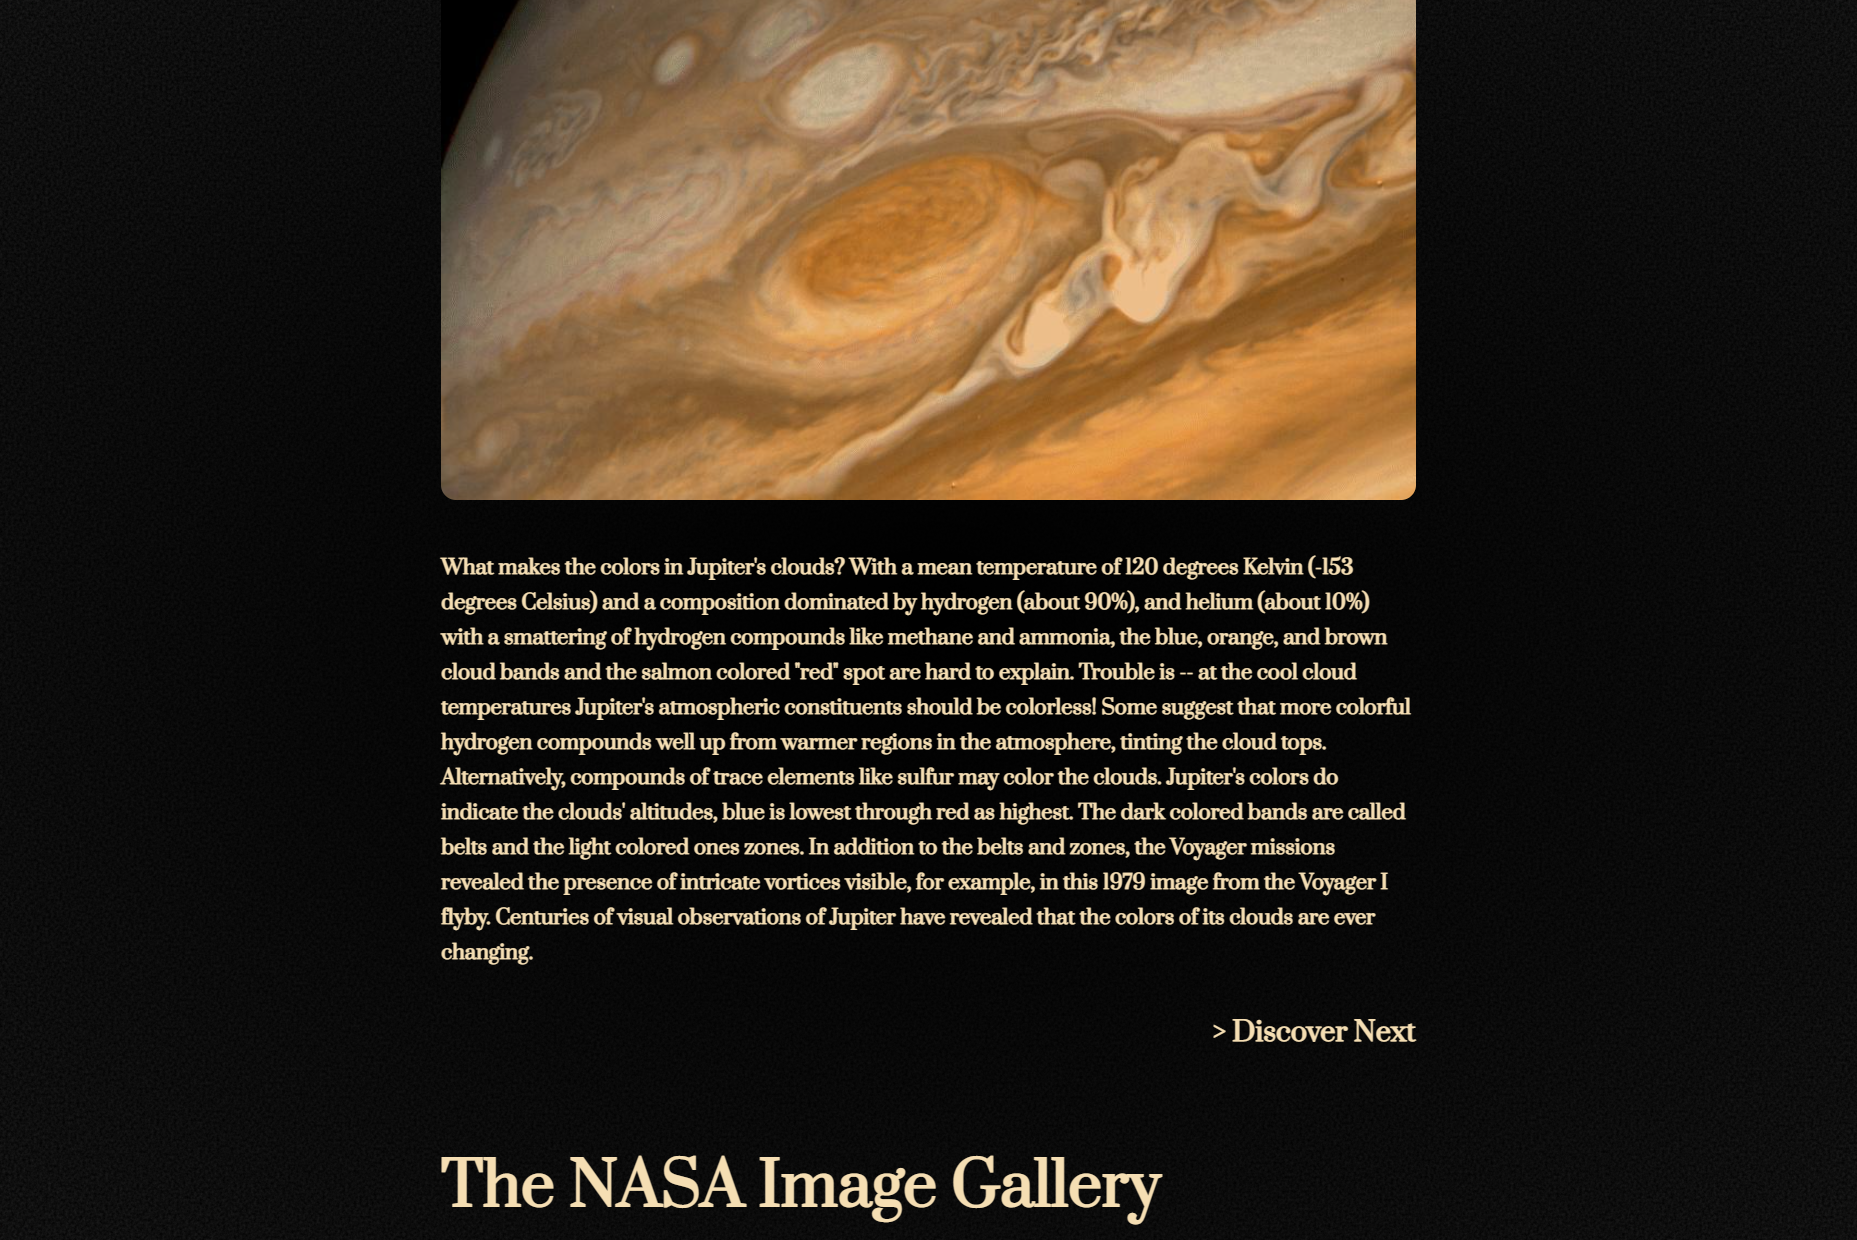 What makes the colors in Jupiter's clouds? With a mean temperature of 120 degrees Kelvin (-153
degrees Celsius) and a composition dominated by hydrogen (about 90%), and helium (about 10%)
with a smattering of hydrogen compounds like methane and ammonia, the blue, orange, and brown
cloud bands and the salmon colored "red" spot are hard to explain. Trouble is -- at the cool cloud
temperatures Jupiter's atmospheric constituents should be colorless! Some suggest that more colorful
hydrogen compounds well up from warmer regions in the atmosphere, tinting the cloud tops.
Alternatively, compounds of trace elements like sulfur may color the clouds. Jupiter's colors do
indicate the clouds' altitudes, blue is lowest through red as highest. The dark colored bands are called
belts and the light colored ones zones. In addition to the belts and zones, the Voyager missions
revealed the presence of intricate vortices visible, for example, in this 1979 image from the Voyager I
flyby. Centuries of visual observations of Jupiter have revealed that the colors of its clouds are ever
changing.
> Discover Next
The NASA Image Gallery